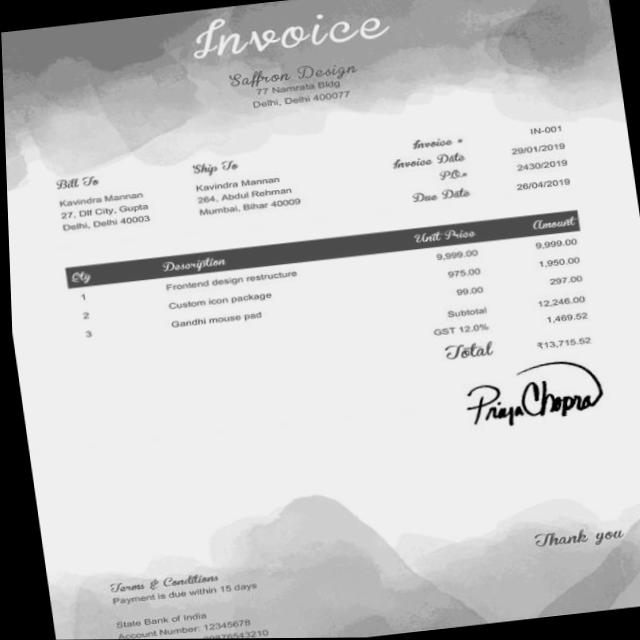 Invoice
Saffron Design
77 Namrata Bldg
Delhi, Delhi 400077
Bill To
Kavindra Mannan
27, Dlf City, Gupta
Delhi, Delhi 40003
Ship To
Kavindra Mannan
264, Abdul Rehman
Mumbai, Bihar 40009
Invoice # IN-001
Invoice Date 29/01/2019
P.O.# 2430/2019
Due Date 26/04/2019
Qty Description Unit Price Amount
1 Frontend design restructure 9,999.00 9,999.00
2 Custom icon package 975.00 1,950.00
3 Gandhi mouse pad 99.00 297.00
Subtotal 12,246.00
GST 12.0% 1,469.52
Total ₹13,715.52
Priya Chopra
Thank you
Terms & Conditions
Payment is due within 15 days
State Bank of India
Account Number: 12345678